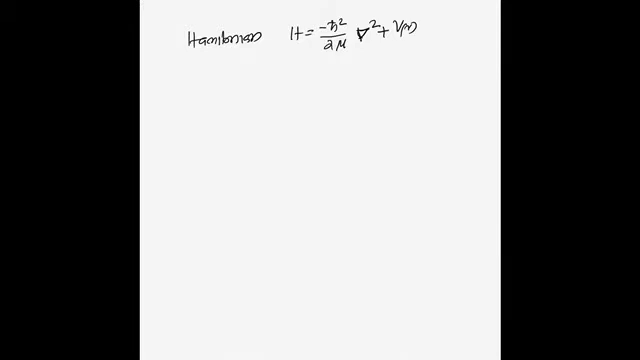 Hamiltonian H = -ħ²/2μ ∇² + V(r)